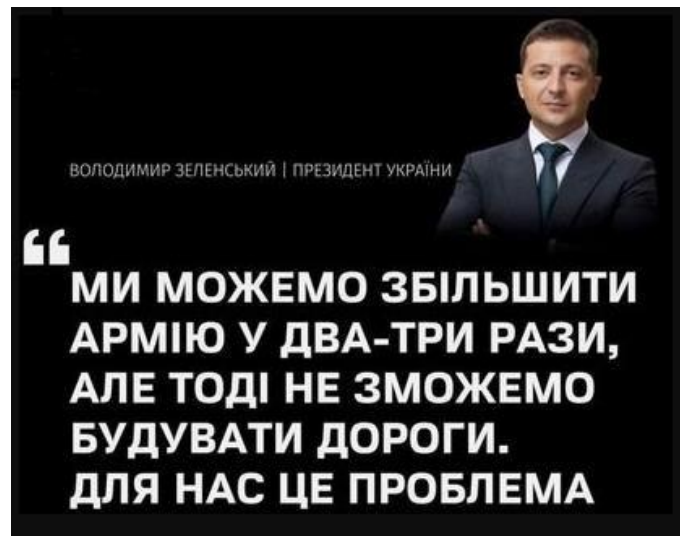 ВОЛОДИМИР ЗЕЛЕНСЬКИЙ | ПРЕЗИДЕНТ УКРАЇНИ
“
МИ МОЖЕМО ЗБІЛЬШИТИ
АРМІЮ У ДВА-ТРИ РАЗИ,
АЛЕ ТОДІ НЕ ЗМОЖЕМО
БУДУВАТИ ДОРОГИ.
ДЛЯ НАС ЦЕ ПРОБЛЕМА